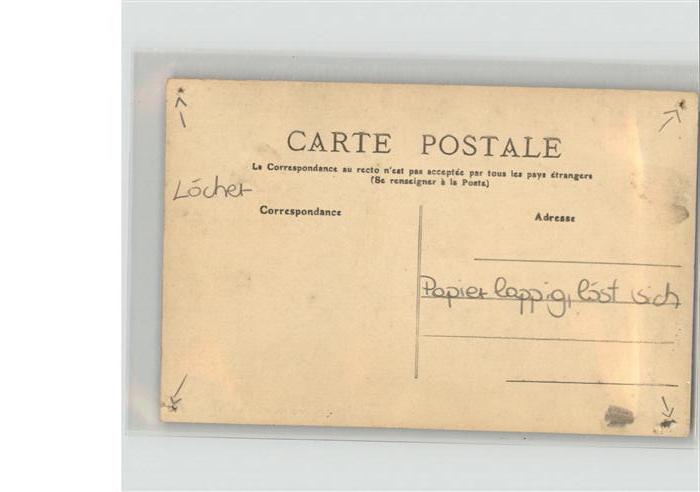 CARTE POSTALE
La Correspondance au recto n'est pas acceptée par tous les pays étrangers
(Se renseigner à la Poste)
Löcher
Correspondance
Adresse
Papier lappig, löst sich